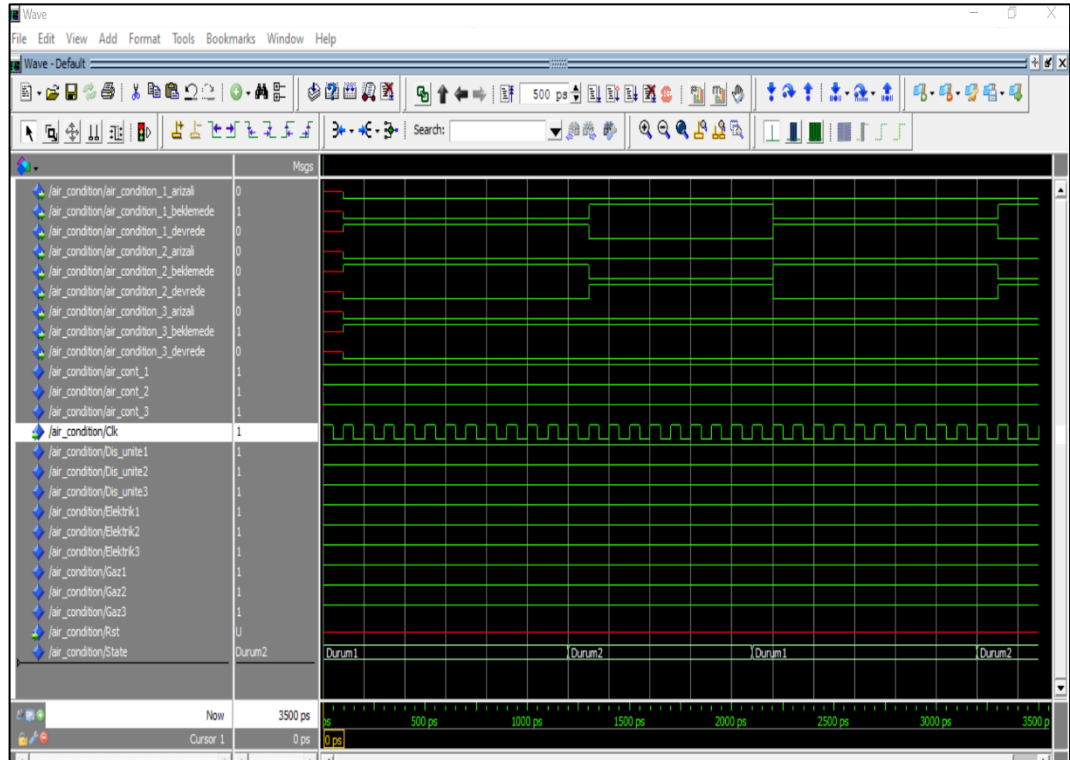 Wave
File Edit View Add Format Tools Bookmarks Window Help
Wave - Default
500 ps
Search:
Msgs
/air_condition/air_condition_1_arizali 0
/air_condition/air_condition_1_beklemede 1
/air_condition/air_condition_1_devrede 0
/air_condition/air_condition_2_arizali 0
/air_condition/air_condition_2_beklemede 0
/air_condition/air_condition_2_devrede 1
/air_condition/air_condition_3_arizali 0
/air_condition/air_condition_3_beklemede 1
/air_condition/air_condition_3_devrede 0
/air_condition/air_cont_1 1
/air_condition/air_cont_2 1
/air_condition/air_cont_3 1
/air_condition/Clk 1
/air_condition/Dis_unite1 1
/air_condition/Dis_unite2 1
/air_condition/Dis_unite3 1
/air_condition/Elektrik1 1
/air_condition/Elektrik2 1
/air_condition/Elektrik3 1
/air_condition/Gaz1 1
/air_condition/Gaz2 1
/air_condition/Gaz3 1
/air_condition/Rst U
/air_condition/State Durum2 Durum1 Durum2 Durum1 Durum2
Now 3500 ps ps 500 ps 1000 ps 1500 ps 2000 ps 2500 ps 3000 ps 3500 p
Cursor 1 0 ps 0 ps